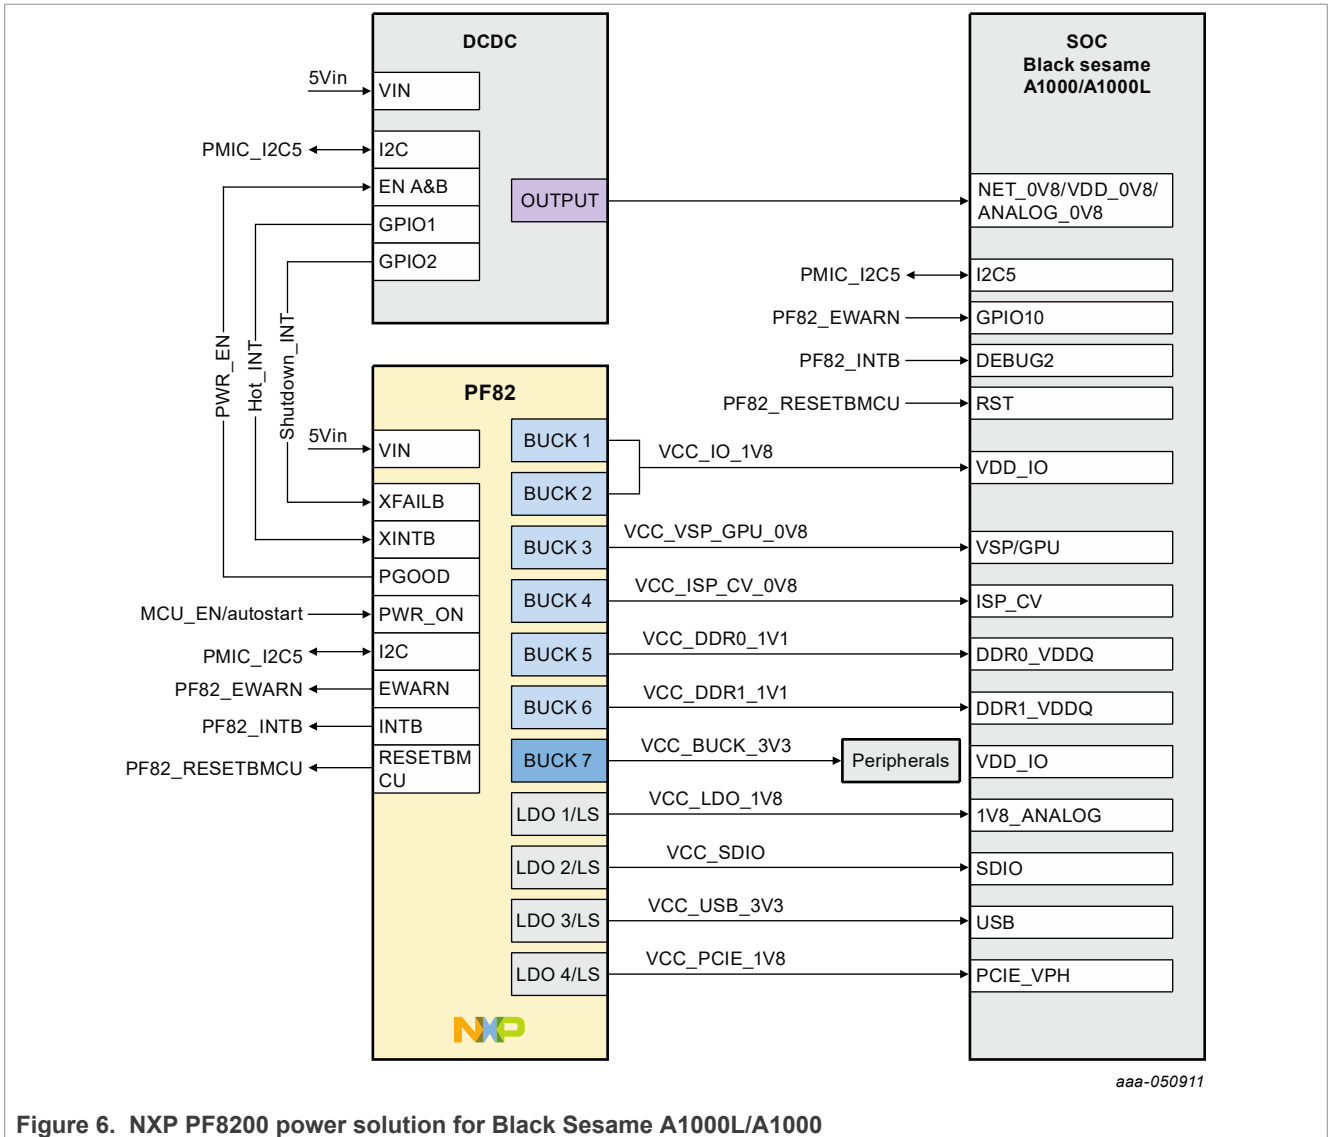 DCDC
5Vin
VIN
PMIC_I2C5
I2C
EN A&B
GPIO1
GPIO2
OUTPUT
PWR_EN
Hot_INT
Shutdown_INT
PF82
5Vin
VIN
XFAILB
XINTB
PGOOD
MCU_EN/autostart
PWR_ON
PMIC_I2C5
I2C
PF82_EWARN
EWARN
PF82_INTB
INTB
PF82_RESETBMCU
RESETBM
CU
BUCK 1
BUCK 2
BUCK 3
BUCK 4
BUCK 5
BUCK 6
BUCK 7
LDO 1/LS
LDO 2/LS
LDO 3/LS
LDO 4/LS
NXP
VCC_IO_1V8
VCC_VSP_GPU_0V8
VCC_ISP_CV_0V8
VCC_DDR0_1V1
VCC_DDR1_1V1
VCC_BUCK_3V3
Peripherals
VCC_LDO_1V8
VCC_SDIO
VCC_USB_3V3
VCC_PCIE_1V8
SOC
Black sesame
A1000/A1000L
NET_0V8/VDD_0V8/
ANALOG_0V8
PMIC_I2C5
I2C5
PF82_EWARN
GPIO10
PF82_INTB
DEBUG2
PF82_RESETBMCU
RST
VDD_IO
VSP/GPU
ISP_CV
DDR0_VDDQ
DDR1_VDDQ
VDD_IO
1V8_ANALOG
SDIO
USB
PCIE_VPH
aaa-050911
Figure 6. NXP PF8200 power solution for Black Sesame A1000L/A1000